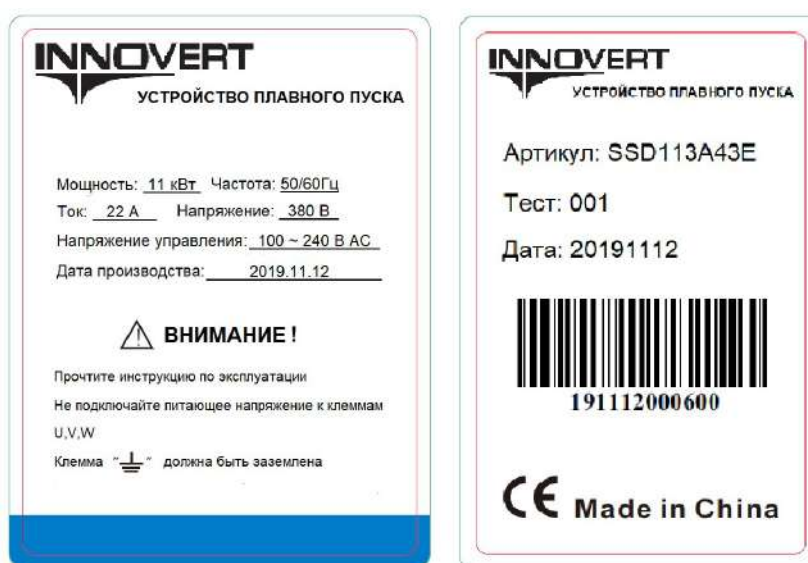 INNOVERT
УСТРОЙСТВО ПЛАВНОГО ПУСКА
Мощность: 11 кВт Частота: 50/60Гц
Ток: 22 А Напряжение: 380 В
Напряжение управления: 100 ~ 240 В АС
Дата производства: 2019.11.12
ВНИМАНИЕ !
Прочтите инструкцию по эксплуатации
Не подключайте питающее напряжение к клеммам
U,V,W
Клемма "⏚" должна быть заземлена
INNOVERT
УСТРОЙСТВО ПЛАВНОГО ПУСКА
Артикул: SSD113A43E
Тест: 001
Дата: 20191112
191112000600
CE Made in China